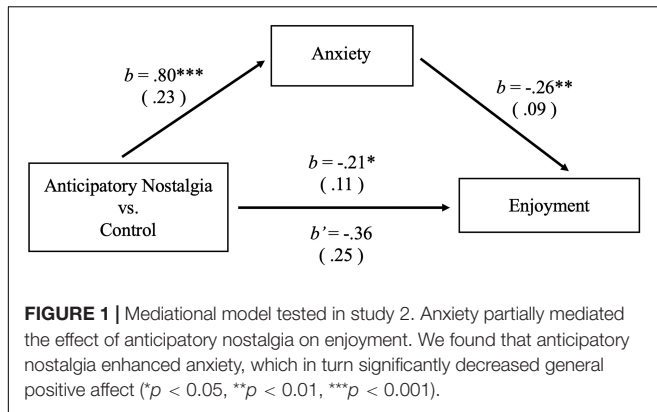 Anxiety
b = .80***
( .23 )
b = -.26**
( .09 )
Anticipatory Nostalgia
vs.
Control
b = -.21*
( .11 )
b’= -.36
( .25 )
Enjoyment
FIGURE 1 | Mediational model tested in study 2. Anxiety partially mediated
the effect of anticipatory nostalgia on enjoyment. We found that anticipatory
nostalgia enhanced anxiety, which in turn significantly decreased general
positive affect (*p < 0.05, **p < 0.01, ***p < 0.001).